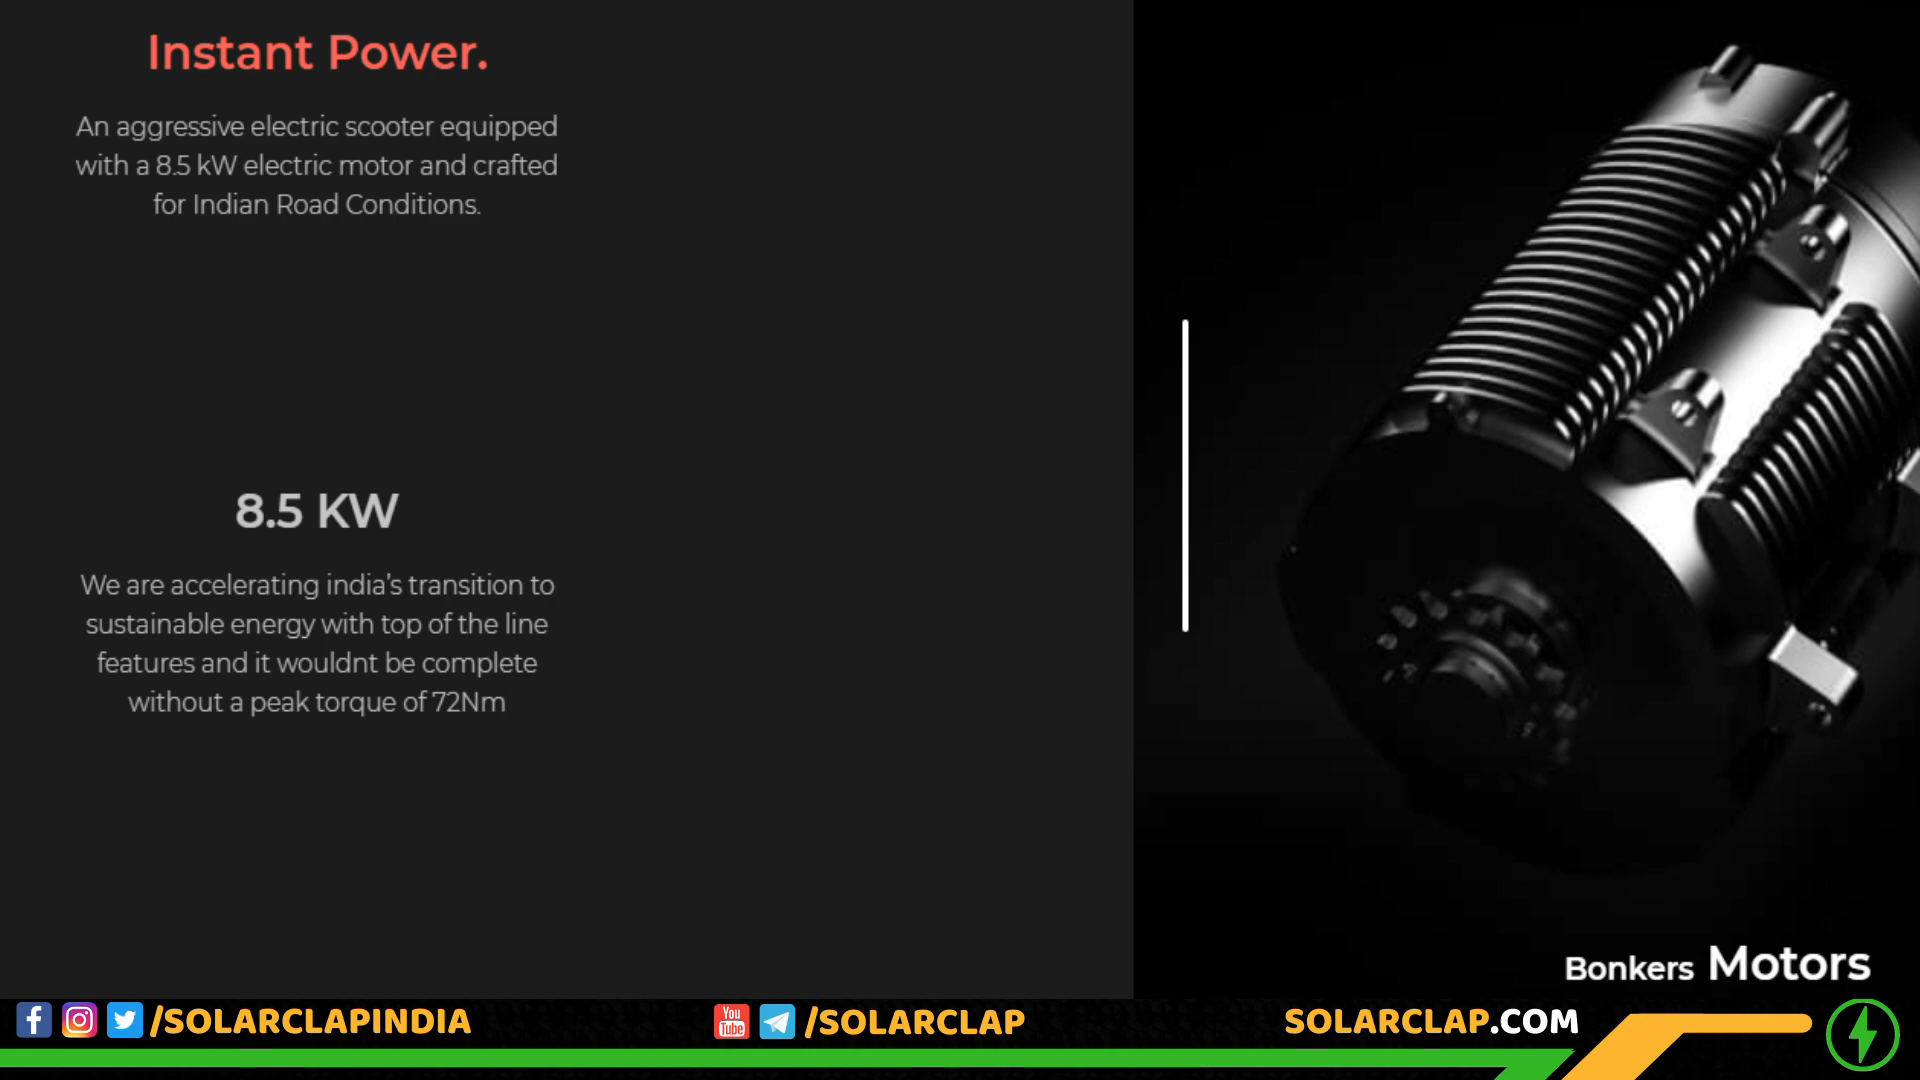 Instant Power.
An aggressive electric scooter equipped
with a 8.5 kW electric motor and crafted
for Indian Road Conditions.
8.5 KW
We are accelerating india's transition to
sustainable energy with top of the line
features and it wouldnt be complete
without a peak torque of 72Nm
Bonkers Motors
/SOLARCLAPINDIA
You
Tube
/SOLARCLAP
SOLARCLAP.COM